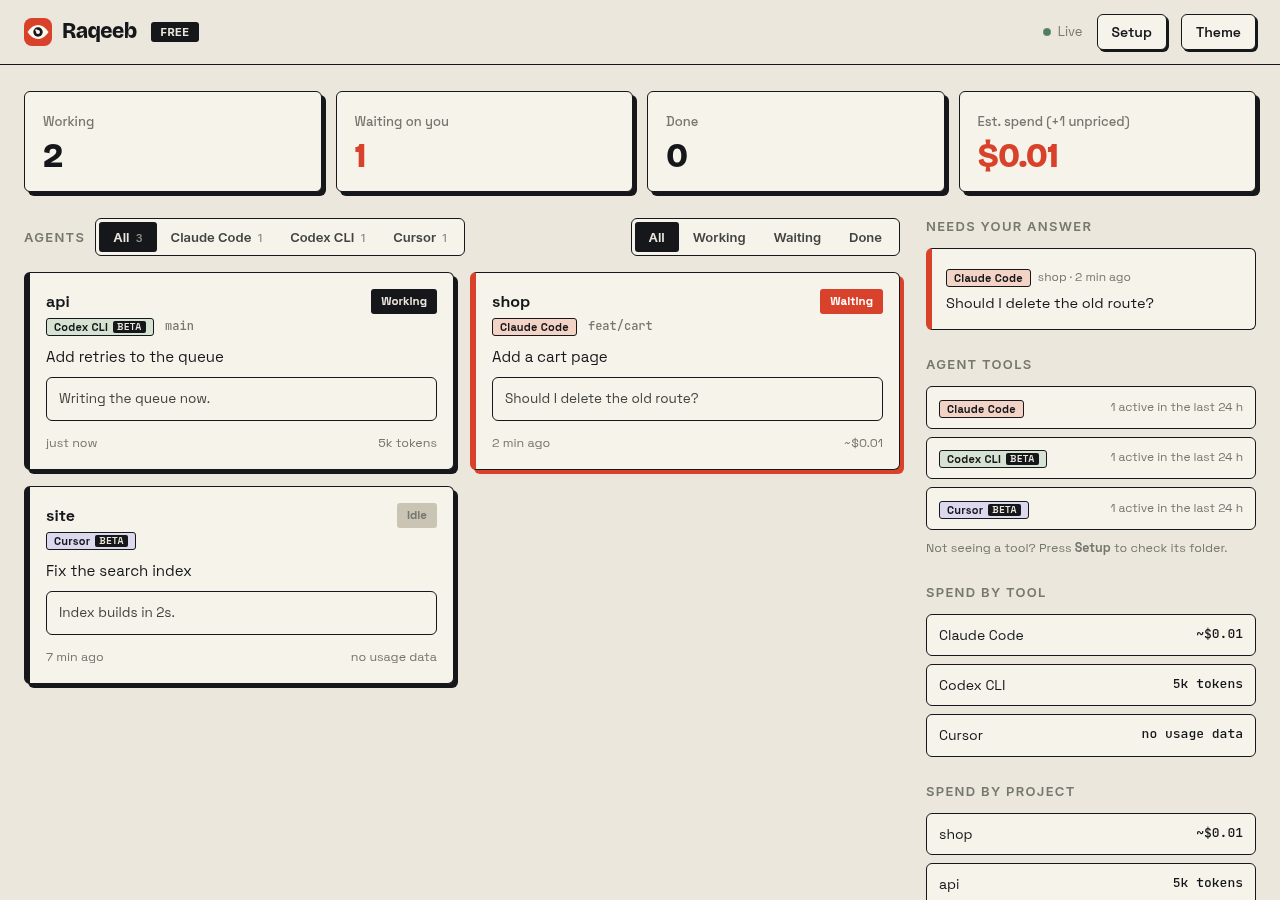 Raqeeb FREE
Live Setup Theme
Working
2
Waiting on you
1
Done
0
Est. spend (+1 unpriced)
$0.01
AGENTS All 3 Claude Code 1 Codex CLI 1 Cursor 1
All Working Waiting Done
api Working
Codex CLI BETA main
Add retries to the queue
Writing the queue now.
just now 5k tokens
shop Waiting
Claude Code feat/cart
Add a cart page
Should I delete the old route?
2 min ago ~$0.01
site Idle
Cursor BETA
Fix the search index
Index builds in 2s.
7 min ago no usage data
NEEDS YOUR ANSWER
Claude Code shop · 2 min ago
Should I delete the old route?
AGENT TOOLS
Claude Code 1 active in the last 24 h
Codex CLI BETA 1 active in the last 24 h
Cursor BETA 1 active in the last 24 h
Not seeing a tool? Press Setup to check its folder.
SPEND BY TOOL
Claude Code ~$0.01
Codex CLI 5k tokens
Cursor no usage data
SPEND BY PROJECT
shop ~$0.01
api 5k tokens